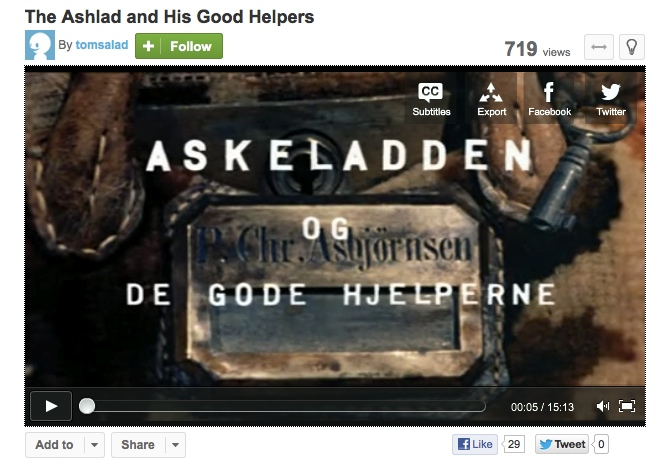 The Ashlad and His Good Helpers
By tomsalad
+ Follow
719 views
CC
Subtitles
Export
Facebook
Twitter
ASKELADDEN
OG
P. Chr. Asbjörnsen
DE GODE HJELPERNE
00:05 / 15:13
Add to
Share
Like
29
Tweet
0